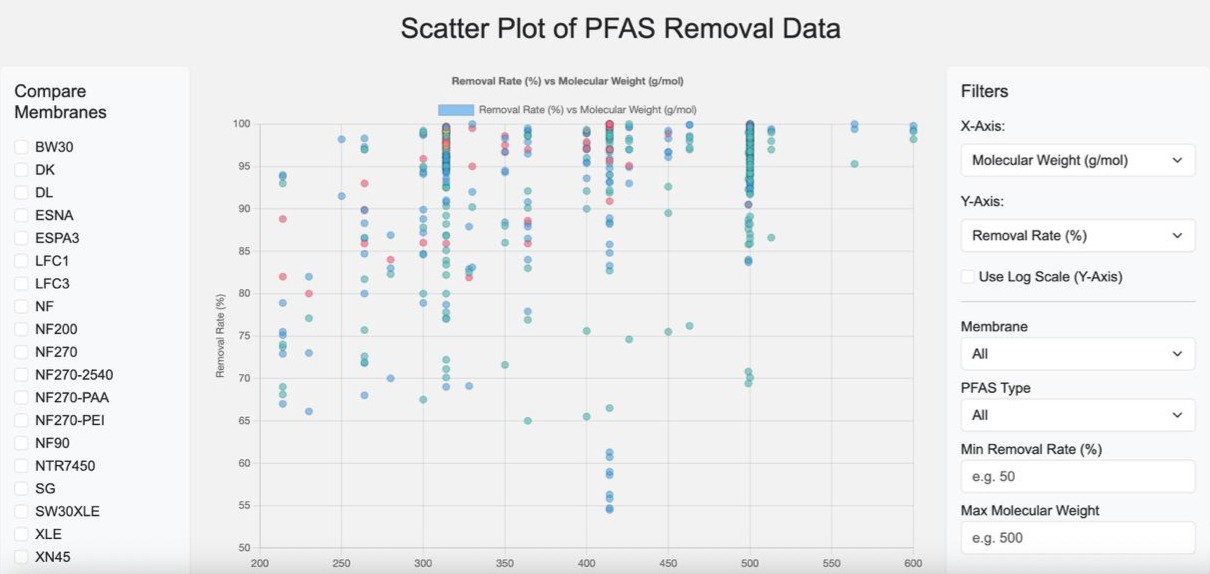 Scatter Plot of PFAS Removal Data
Compare
Membranes
BW30
DK
DL
ESNA
ESPA3
LFC1
LFC3
NF
NF200
NF270
NF270-2540
NF270-PAA
NF270-PEI
NF90
NTR7450
SG
SW30XLE
XLE
XN45
Removal Rate (%) vs Molecular Weight (g/mol)
Removal Rate (%) vs Molecular Weight (g/mol)
Removal Rate (%)
100
95
90
85
80
75
70
65
60
55
50
200 250 300 350 400 450 500 550 600
Filters
X-Axis:
Molecular Weight (g/mol)
Y-Axis:
Removal Rate (%)
Use Log Scale (Y-Axis)
Membrane
All
PFAS Type
All
Min Removal Rate (%)
e.g. 50
Max Molecular Weight
e.g. 500